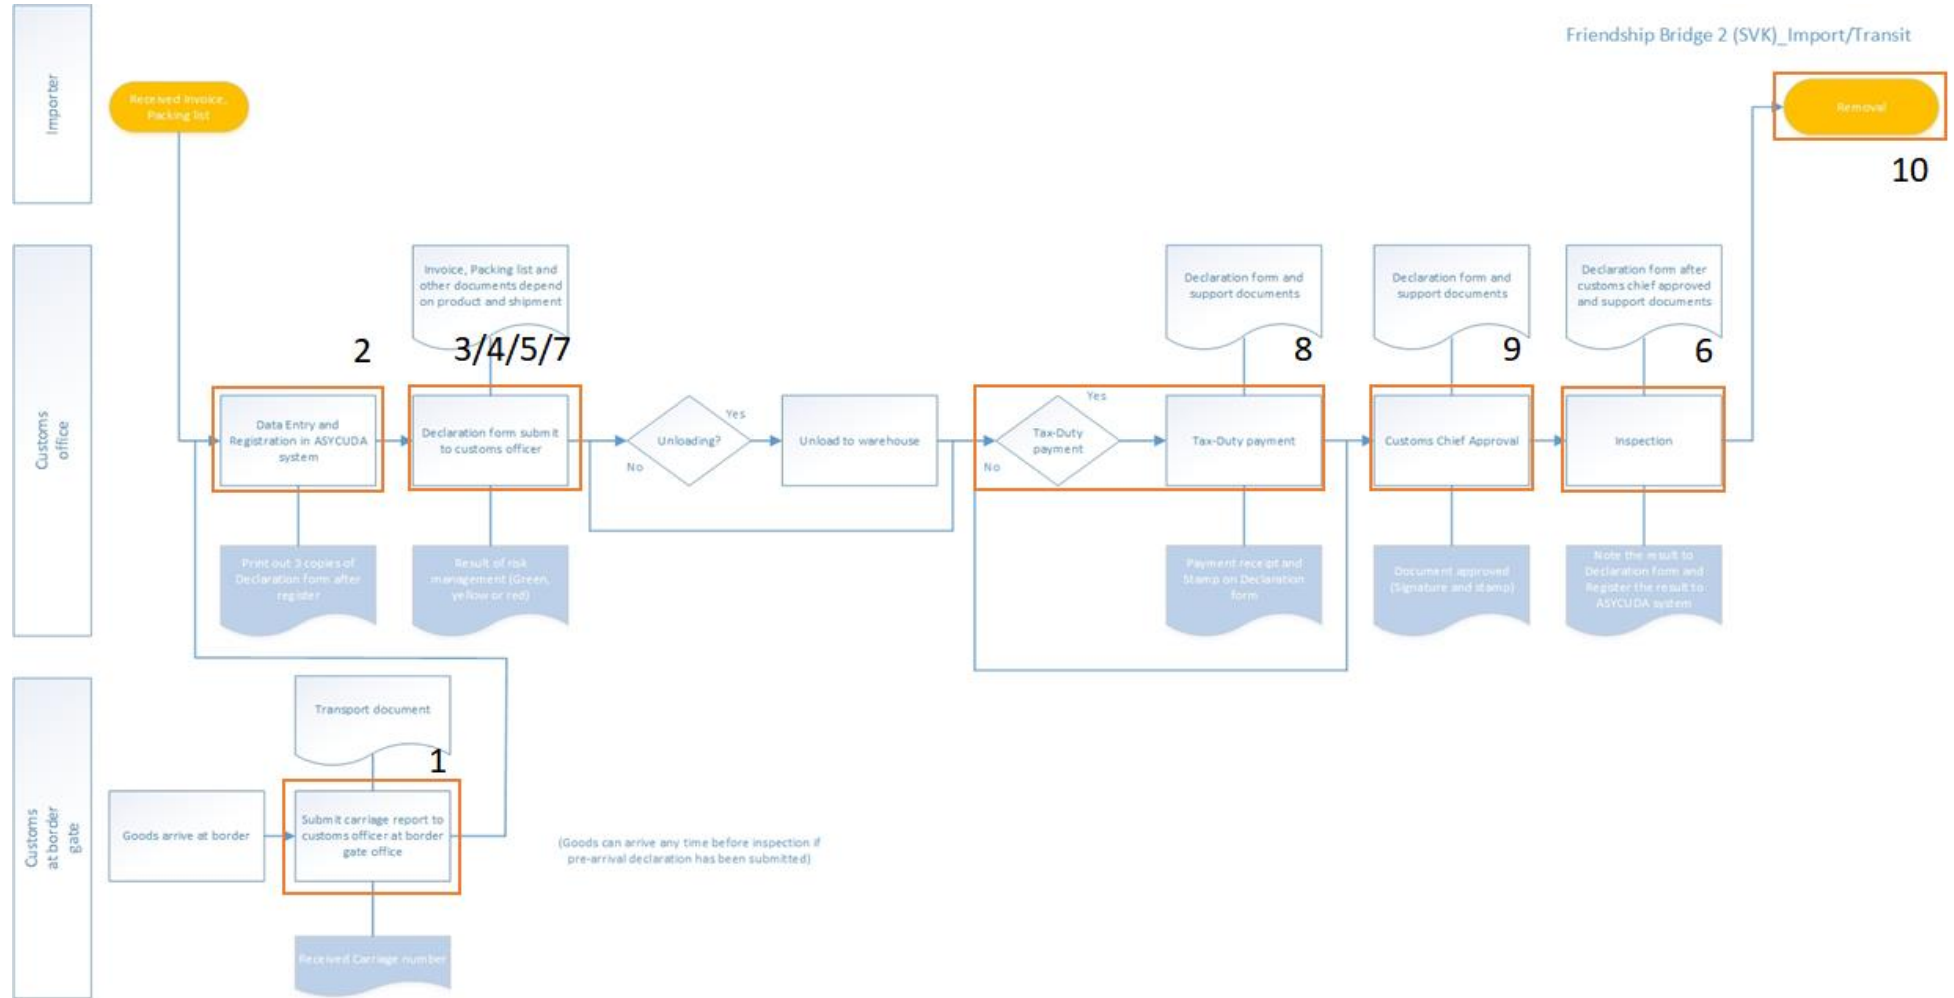 Friendship Bridge 2 (SVK)_Import/Transit
Importer
Received Invoice,
Packing list
Removal
10
Customs
office
Invoice, Packing list and
other documents depend
on product and shipment
Declaration form and
support documents
Declaration form and
support documents
Declaration form after
customs chief approved
and support documents
2
3/4/5/7
8
9
6
Data Entry and
Registration in ASYCUDA
system
Declaration form submit
to customs officer
Unloading?
Yes
No
Unload to warehouse
Tax-Duty
payment
Yes
No
Tax-Duty payment
Customs Chief Approval
Inspection
Print out 3 copies of
Declaration form after
register
Result of risk
management (Green,
yellow or red)
Payment receipt and
Stamp on Declaration
form
Document approved
(Signature and stamp)
Note the result to
Declaration form and
Register the result to
ASYCUDA system
Customs
at border
gate
Transport document
1
Goods arrive at border
Submit carriage report to
customs officer at border
gate office
(Goods can arrive any time before inspection if
pre-arrival declaration has been submitted)
Received Carriage number